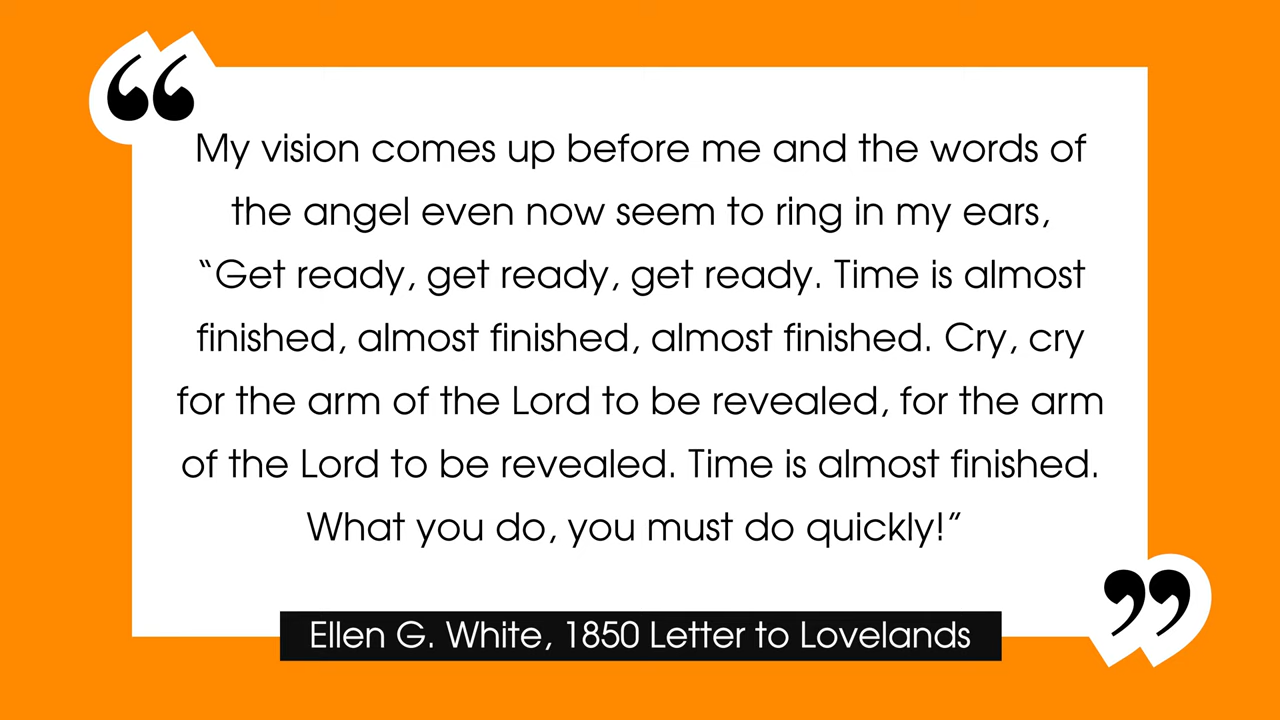 “
My vision comes up before me and the words of
the angel even now seem to ring in my ears,
“Get ready, get ready, get ready. Time is almost
finished, almost finished, almost finished. Cry, cry
for the arm of the Lord to be revealed, for the arm
of the Lord to be revealed. Time is almost finished.
What you do, you must do quickly!”
”
Ellen G. White, 1850 Letter to Lovelands